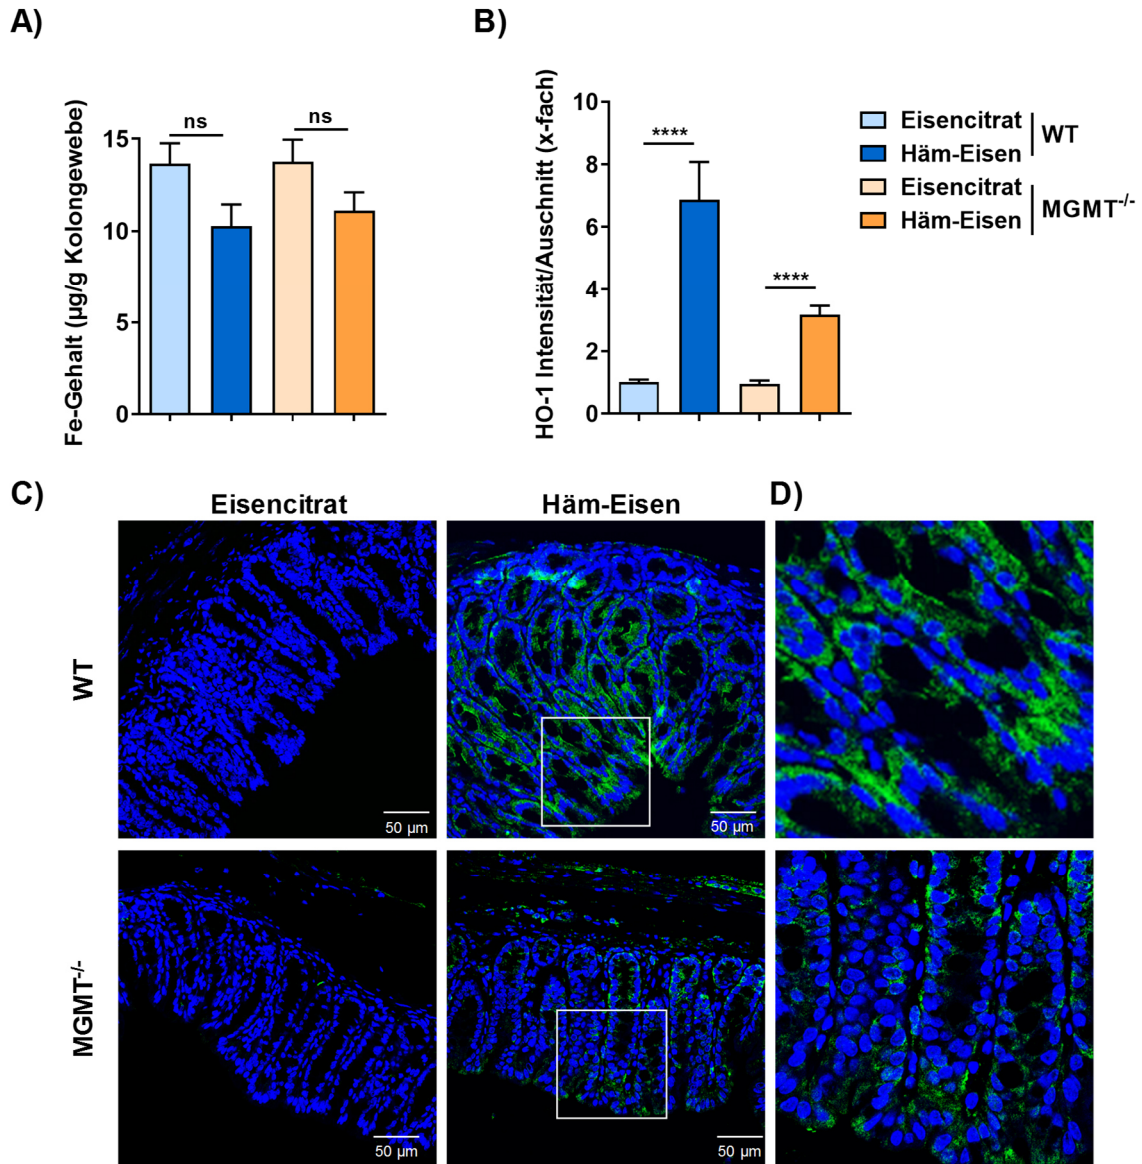 A)
Fe-Gehalt (µg/g Kolongewebe)
15
10
5
0
ns
ns
B)
HO-1 Intensität/Auschnitt (x-fach)
10
8
6
4
2
0
****
****
Eisencitrat
Häm-Eisen
WT
Eisencitrat
Häm-Eisen
MGMT-/-
C)
Eisencitrat
Häm-Eisen
D)
WT
50 µm
50 µm
MGMT-/-
50 µm
50 µm